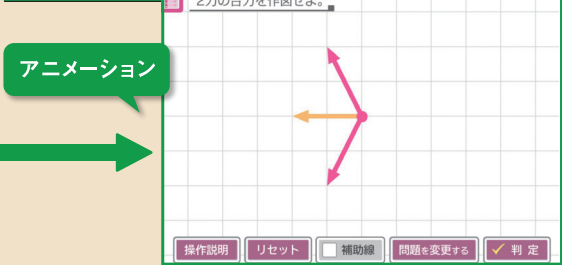 2力の合力を作図せよ。
アニメーション
操作説明
リセット
補助線
問題を変更する
判定